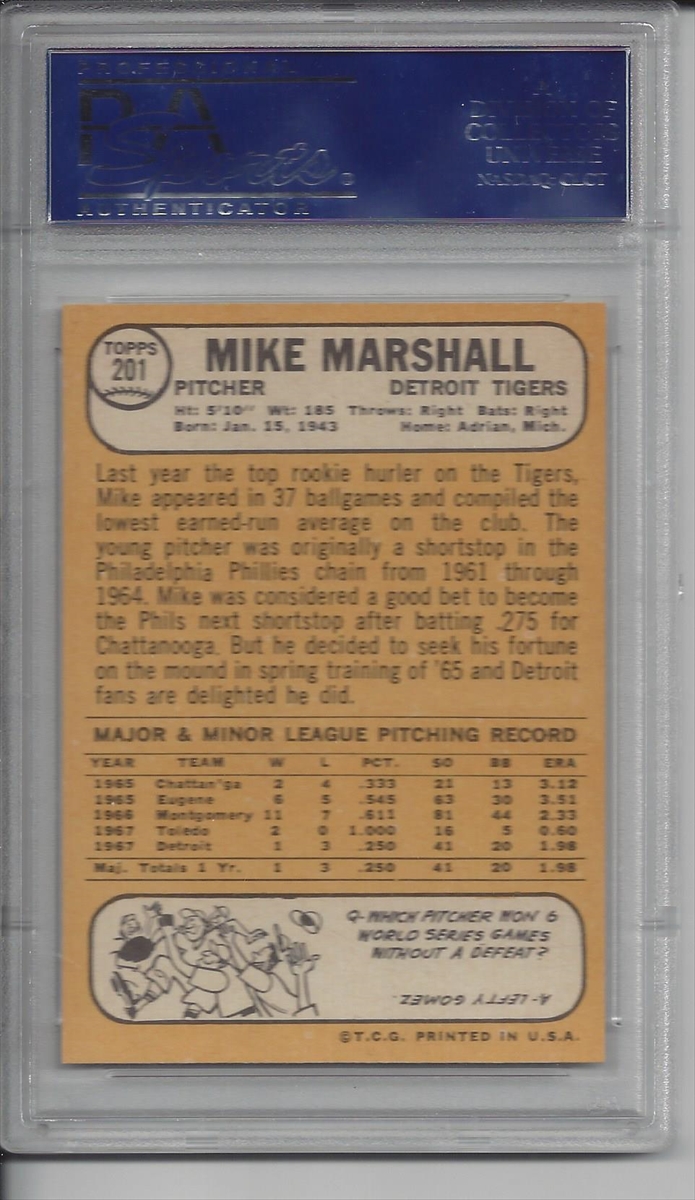 PROFESSIONAL
PSA
Sports
AUTHENTICATOR
A
DIVISION OF
COLLECTORS
UNIVERSE
NASDAQ-CLCT
TOPPS
201
MIKE MARSHALL
PITCHER DETROIT TIGERS
Ht: 5'10" Wt: 185 Throws: Right Bats: Right
Born: Jan. 15, 1943 Home: Adrian, Mich.
Last year the top rookie hurler on the Tigers,
Mike appeared in 37 ballgames and compiled the
lowest earned-run average on the club. The
young pitcher was originally a shortstop in the
Philadelphia Phillies chain from 1961 through
1964. Mike was considered a good bet to become
the Phils next shortstop after batting .275 for
Chattanooga. But he decided to seek his fortune
on the mound in spring training of '65 and Detroit
fans are delighted he did.
MAJOR & MINOR LEAGUE PITCHING RECORD
YEAR TEAM W L PCT. SO BB ERA
1965 Chattan'ga 2 4 .333 21 13 3.12
1965 Eugene 6 5 .545 63 30 3.51
1966 Montgomery 11 7 .611 81 44 2.33
1967 Toledo 2 0 1.000 16 5 0.60
1967 Detroit 1 3 .250 41 20 1.98
Maj. Totals 1 Yr. 1 3 .250 41 20 1.98
Q-WHICH PITCHER WON 6
WORLD SERIES GAMES
WITHOUT A DEFEAT?
A-LEFTY GOMEZ.
©T.C.G. PRINTED IN U.S.A.